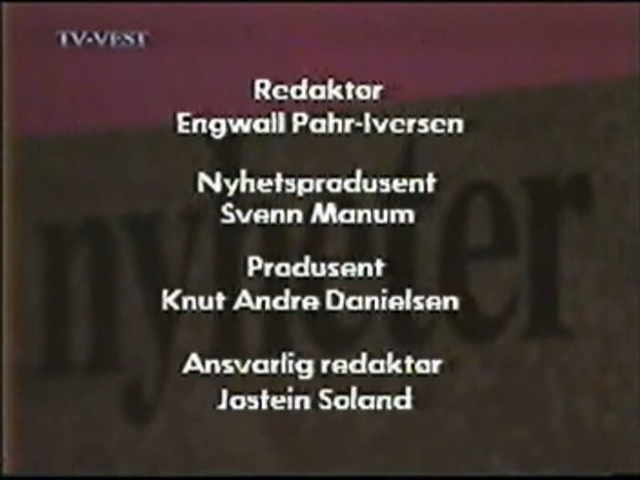 TV-VEST
Redaktør
Engwall Pahr-Iversen
Nyhetsprodusent
Svenn Manum
Produsent
Knut Andre Danielsen
Ansvarlig redaktør
Jostein Soland
nyheter